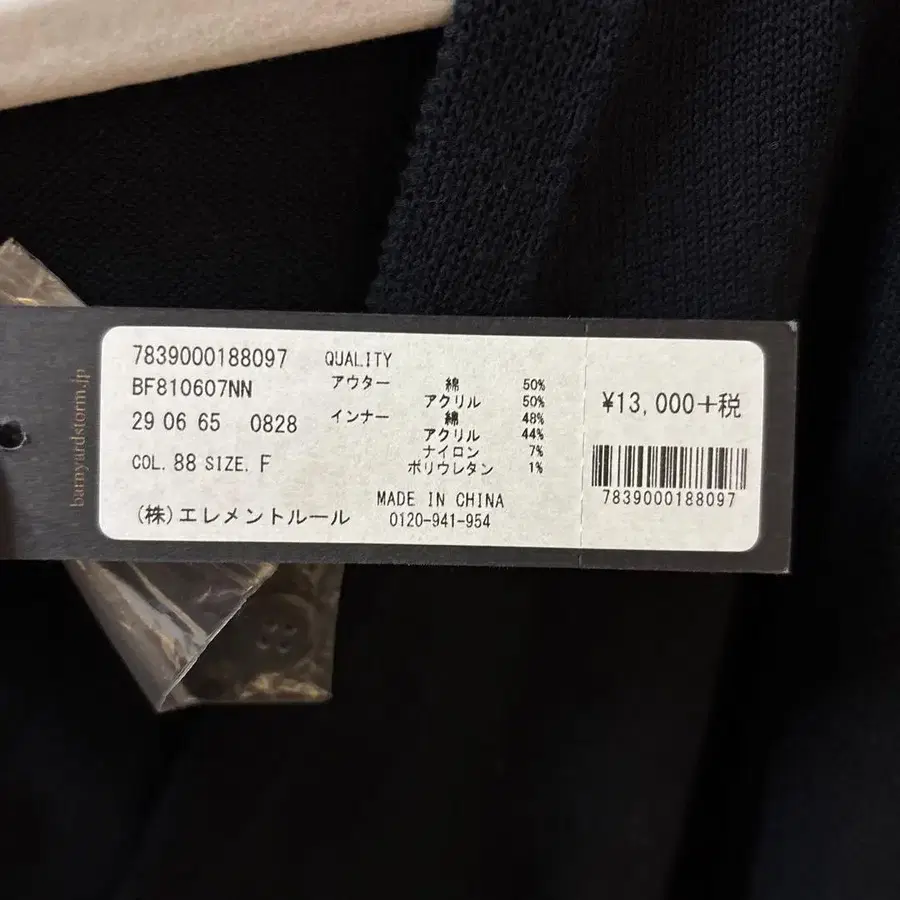 barnyardstorm.jp
7839000188097
BF810607NN
29 06 65 0828
COL. 88 SIZE. F
(株)エレメントルール
QUALITY
アウター 綿 50%
アクリル 50%
インナー 綿 48%
アクリル 44%
ナイロン 7%
ポリウレタン 1%
MADE IN CHINA
0120-941-954
¥13,000+税
7839000188097